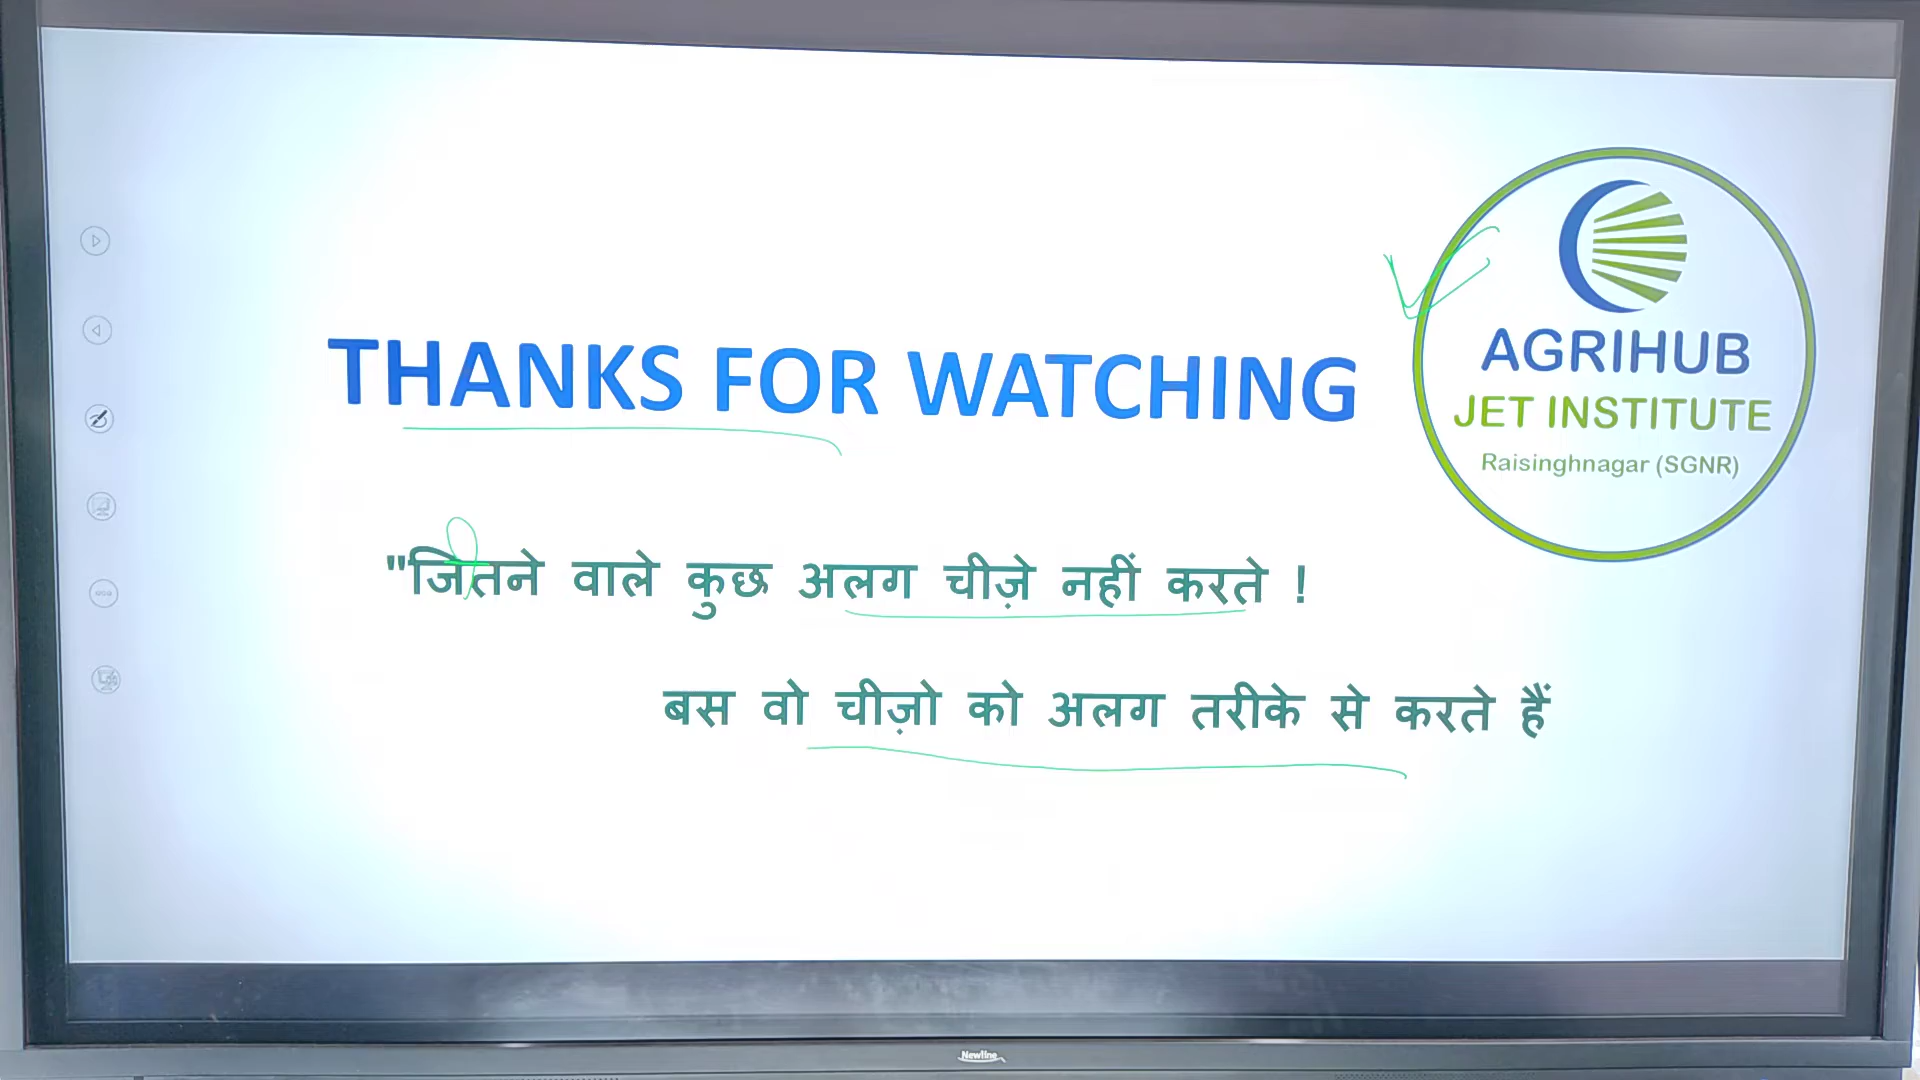 THANKS FOR WATCHING
AGRIHUB
JET INSTITUTE
Raisinghnagar (SGNR)
"जितने वाले कुछ अलग चीज़े नहीं करते !
बस वो चीज़ो को अलग तरीके से करते हैं
Newline